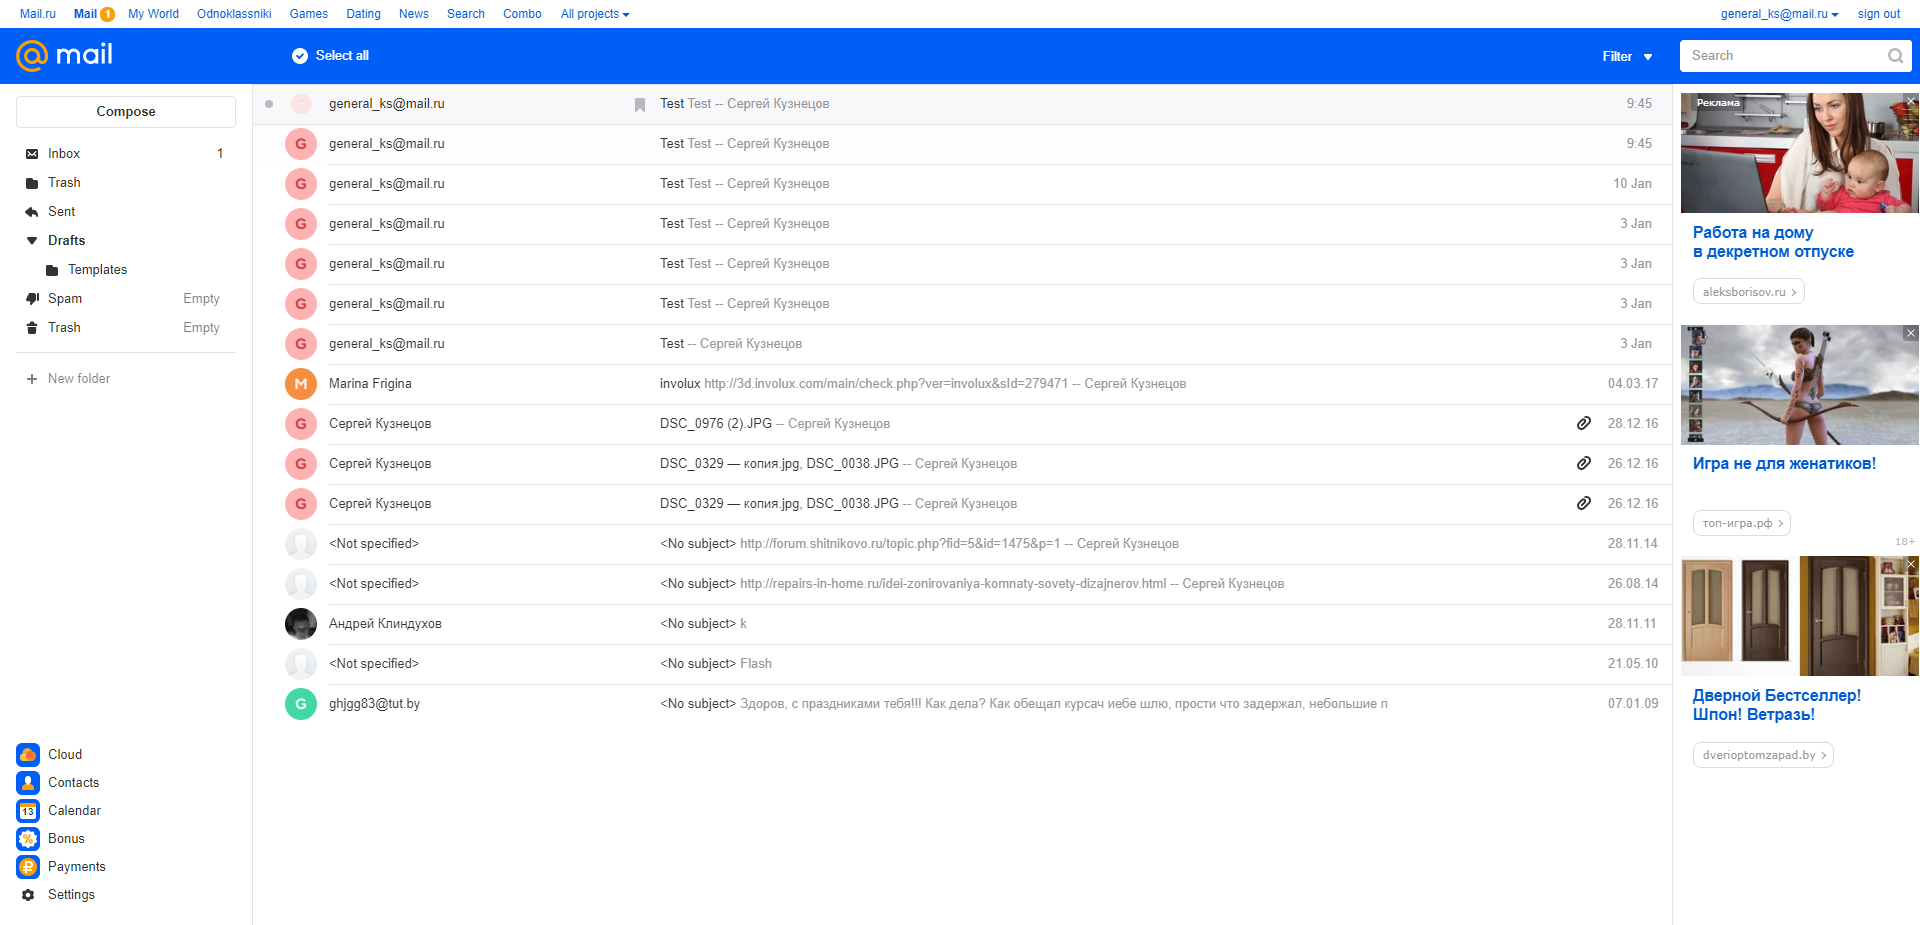 Mail.ru Mail 1 My World Odnoklassniki Games Dating News Search Combo All projects general_ks@mail.ru sign out
@mail Select all Filter Search
Compose
Inbox 1
Trash
Sent
Drafts
Templates
Spam Empty
Trash Empty
New folder
Cloud
Contacts
13 Calendar
% Bonus
₽ Payments
Settings
general_ks@mail.ru Test Test -- Сергей Кузнецов 9:45
G general_ks@mail.ru Test Test -- Сергей Кузнецов 9:45
G general_ks@mail.ru Test Test -- Сергей Кузнецов 10 Jan
G general_ks@mail.ru Test Test -- Сергей Кузнецов 3 Jan
G general_ks@mail.ru Test Test -- Сергей Кузнецов 3 Jan
G general_ks@mail.ru Test Test -- Сергей Кузнецов 3 Jan
G general_ks@mail.ru Test -- Сергей Кузнецов 3 Jan
M Marina Frigina involux http://3d.involux.com/main/check.php?ver=involux&sId=279471 -- Сергей Кузнецов 04.03.17
G Сергей Кузнецов DSC_0976 (2).JPG -- Сергей Кузнецов 28.12.16
G Сергей Кузнецов DSC_0329 — копия.jpg, DSC_0038.JPG -- Сергей Кузнецов 26.12.16
G Сергей Кузнецов DSC_0329 — копия.jpg, DSC_0038.JPG -- Сергей Кузнецов 26.12.16
<Not specified> <No subject> http://forum.shitnikovo.ru/topic.php?fid=5&id=1475&p=1 -- Сергей Кузнецов 28.11.14
<Not specified> <No subject> http://repairs-in-home.ru/idei-zonirovaniya-komnaty-sovety-dizajnerov.html -- Сергей Кузнецов 26.08.14
Андрей Клиндухов <No subject> k 28.11.11
<Not specified> <No subject> Flash 21.05.10
G ghjgg83@tut.by <No subject> Здоров, с праздниками тебя!!! Как дела? Как обещал курсач иебе шлю, прости что задержал, небольшие п 07.01.09
Реклама
Работа на дому
в декретном отпуске
aleksborisov.ru
Игра не для женатиков!
топ-игра.рф
18+
Дверной Бестселлер!
Шпон! Ветразь!
dverioptomzapad.by